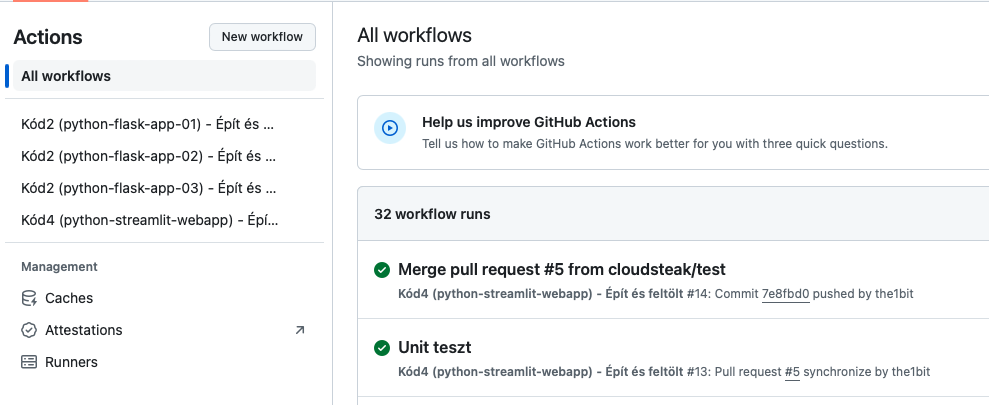 Actions
New workflow
All workflows
Kód2 (python-flask-app-01) - Épít és ...
Kód2 (python-flask-app-02) - Épít és ...
Kód2 (python-flask-app-03) - Épít és ...
Kód4 (python-streamlit-webapp) - Épí...
Management
Caches
Attestations
Runners
All workflows
Showing runs from all workflows
Help us improve GitHub Actions
Tell us how to make GitHub Actions work better for you with three quick questions.
32 workflow runs
Merge pull request #5 from cloudsteak/test
Kód4 (python-streamlit-webapp) - Épít és feltölt #14: Commit 7e8fbd0 pushed by the1bit
Unit teszt
Kód4 (python-streamlit-webapp) - Épít és feltölt #13: Pull request #5 synchronize by the1bit